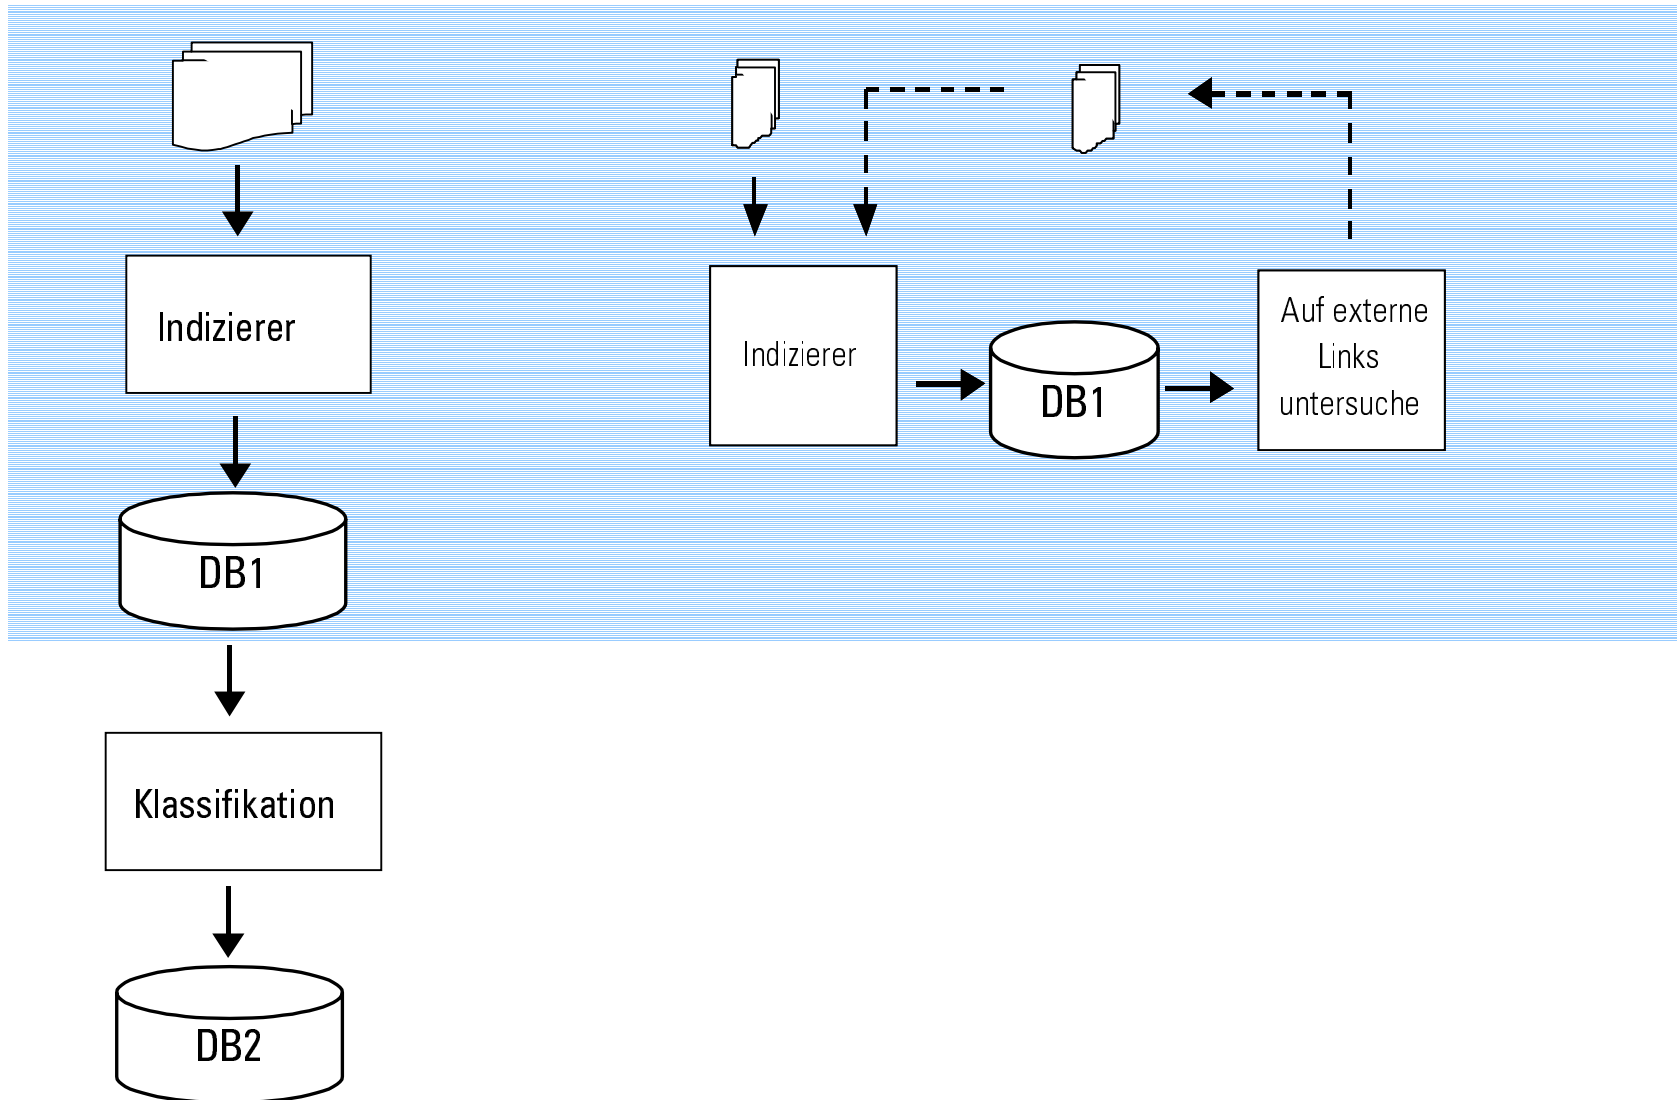 Indizierer
DB1
Klassifikation
DB2
Indizierer
DB1
Auf externe
Links
untersuche